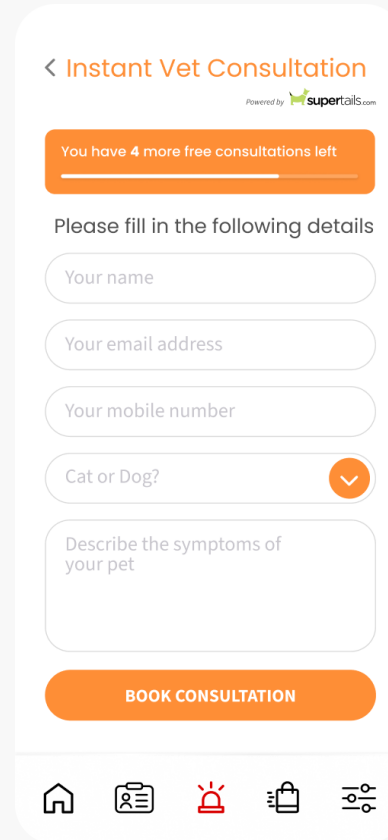 Instant Vet Consultation
Powered by supertails.com
You have 4 more free consultations left
Please fill in the following details
Your name
Your email address
Your mobile number
Cat or Dog?
Describe the symptoms of
your pet
BOOK CONSULTATION